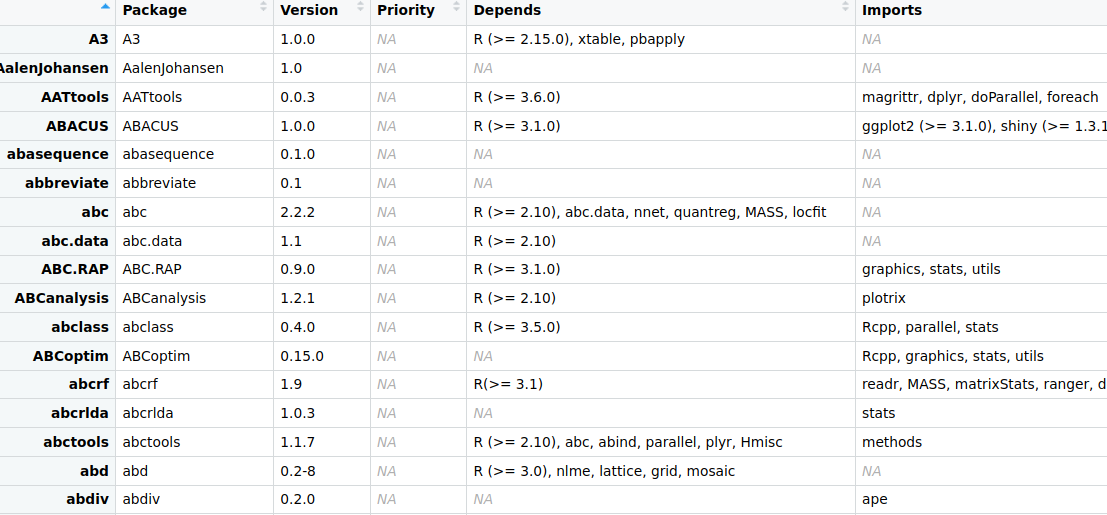 Package Version Priority Depends Imports
A3 A3 1.0.0 NA R (>= 2.15.0), xtable, pbapply NA
AalenJohansen AalenJohansen 1.0 NA NA NA
AATtools AATtools 0.0.3 NA R (>= 3.6.0) magrittr, dplyr, doParallel, foreach
ABACUS ABACUS 1.0.0 NA R (>= 3.1.0) ggplot2 (>= 3.1.0), shiny (>= 1.3.1
abasequence abasequence 0.1.0 NA NA NA
abbreviate abbreviate 0.1 NA NA NA
abc abc 2.2.2 NA R (>= 2.10), abc.data, nnet, quantreg, MASS, locfit NA
abc.data abc.data 1.1 NA R (>= 2.10) NA
ABC.RAP ABC.RAP 0.9.0 NA R (>= 3.1.0) graphics, stats, utils
ABCanalysis ABCanalysis 1.2.1 NA R (>= 2.10) plotrix
abclass abclass 0.4.0 NA R (>= 3.5.0) Rcpp, parallel, stats
ABCoptim ABCoptim 0.15.0 NA NA Rcpp, graphics, stats, utils
abcrf abcrf 1.9 NA R(>= 3.1) readr, MASS, matrixStats, ranger, d
abcrlda abcrlda 1.0.3 NA NA stats
abctools abctools 1.1.7 NA R (>= 2.10), abc, abind, parallel, plyr, Hmisc methods
abd abd 0.2-8 NA R (>= 3.0), nlme, lattice, grid, mosaic NA
abdiv abdiv 0.2.0 NA NA ape